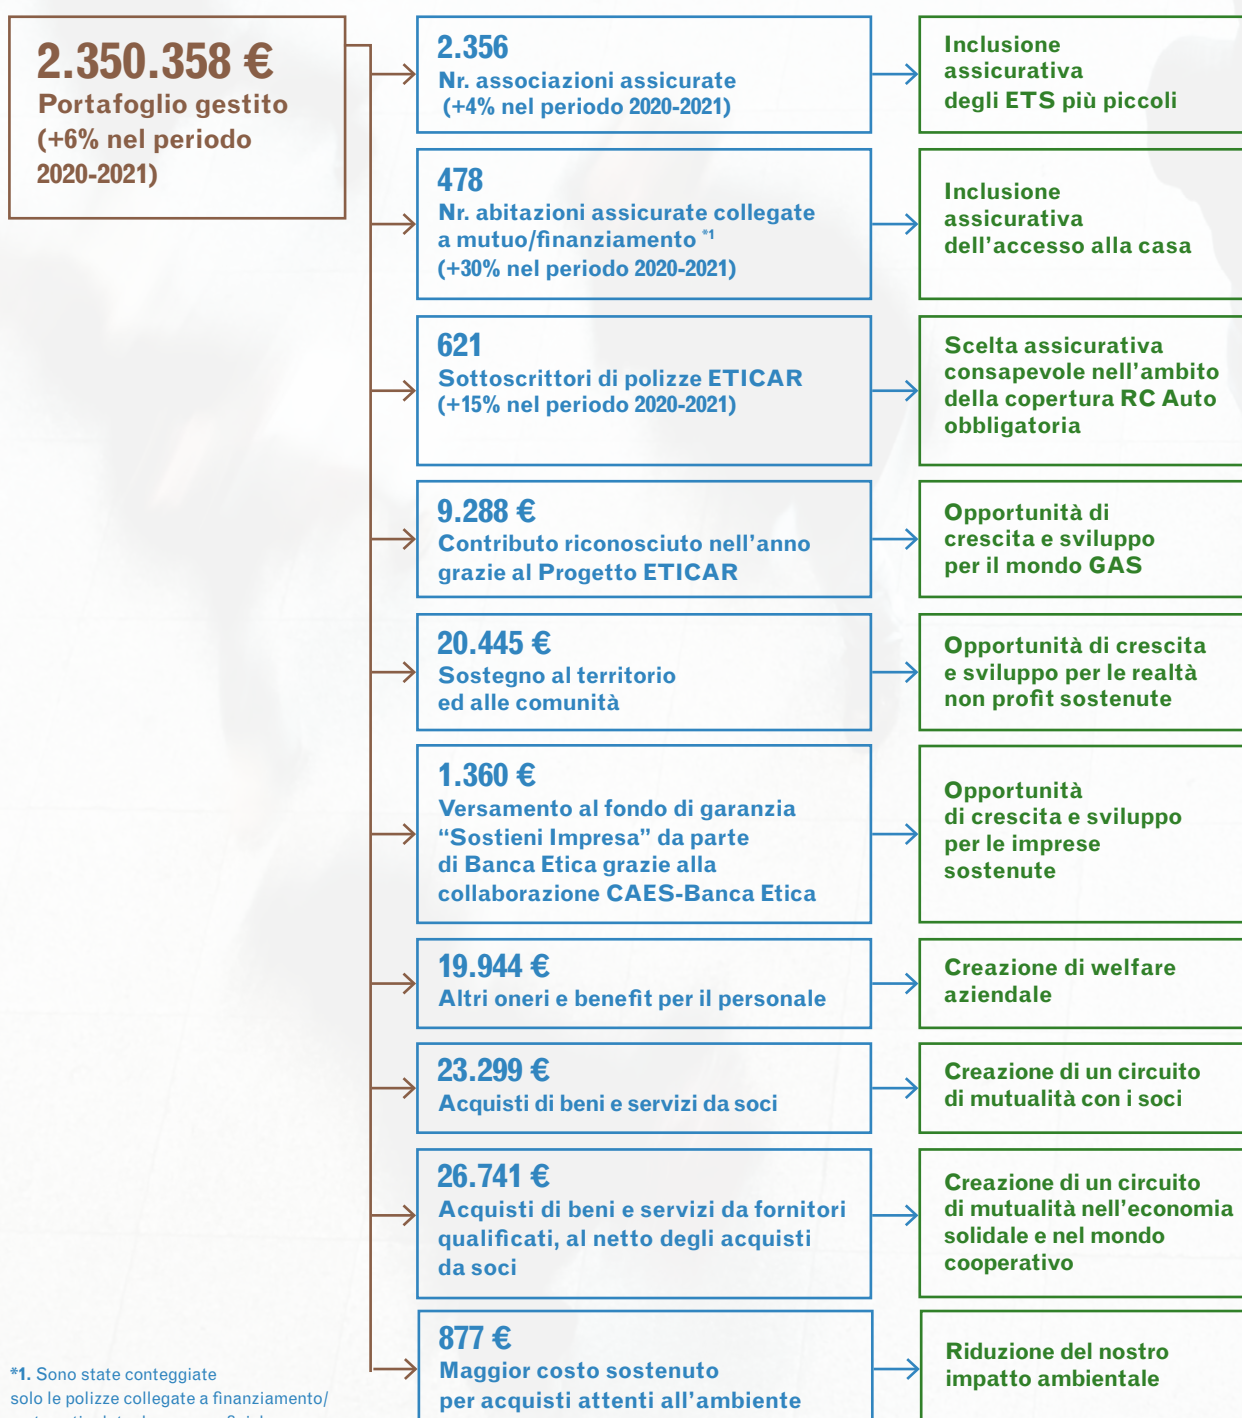 2.350.358 €
Portafoglio gestito
(+6% nel periodo
2020-2021)
2.356
Nr. associazioni assicurate
(+4% nel periodo 2020-2021)
Inclusione
assicurativa
degli ETS più piccoli
478
Nr. abitazioni assicurate collegate
a mutuo/finanziamento *1
(+30% nel periodo 2020-2021)
Inclusione
assicurativa
dell'accesso alla casa
621
Sottoscrittori di polizze ETICAR
(+15% nel periodo 2020-2021)
Scelta assicurativa
consapevole nell'ambito
della copertura RC Auto
obbligatoria
9.288 €
Contributo riconosciuto nell'anno
grazie al Progetto ETICAR
Opportunità di
crescita e sviluppo
per il mondo GAS
20.445 €
Sostegno al territorio
ed alle comunità
Opportunità di crescita
e sviluppo per le realtà
non profit sostenute
1.360 €
Versamento al fondo di garanzia
“Sostieni Impresa” da parte
di Banca Etica grazie alla
collaborazione CAES-Banca Etica
Opportunità
di crescita e sviluppo
per le imprese
sostenute
19.944 €
Altri oneri e benefit per il personale
Creazione di welfare
aziendale
23.299 €
Acquisti di beni e servizi da soci
Creazione di un circuito
di mutualità con i soci
26.741 €
Acquisti di beni e servizi da fornitori
qualificati, al netto degli acquisti
da soci
Creazione di un circuito
di mutualità nell'economia
solidale e nel mondo
cooperativo
877 €
Maggior costo sostenuto
per acquisti attenti all'ambiente
Riduzione del nostro
impatto ambientale
*1. Sono state conteggiate
solo le polizze collegate a finanziamento/